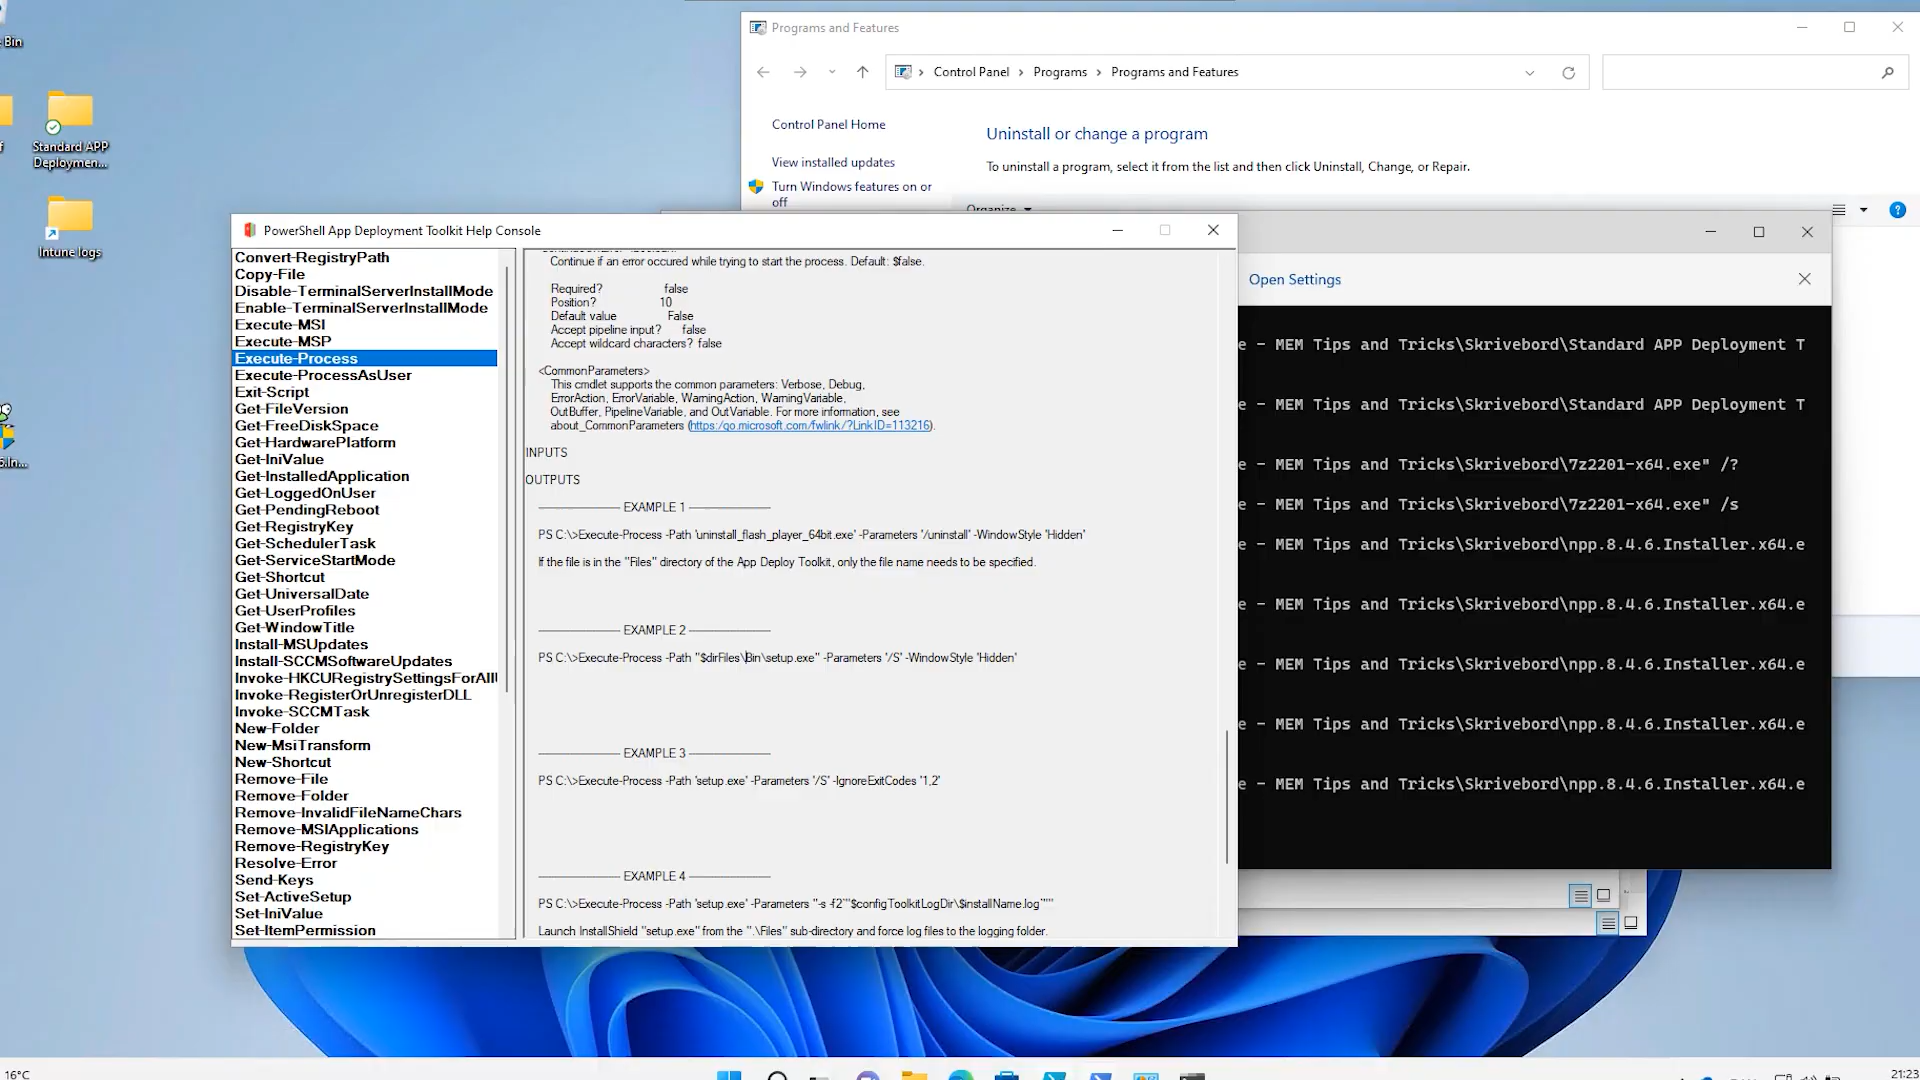 Bin
Standard APP
Deploymen...
Intune logs
Programs and Features
Control Panel › Programs › Programs and Features
Control Panel Home
View installed updates
Turn Windows features on or
off
Uninstall or change a program
To uninstall a program, select it from the list and then click Uninstall, Change, or Repair.
Organize
PowerShell App Deployment Toolkit Help Console
Convert-RegistryPath
Copy-File
Disable-TerminalServerInstallMode
Enable-TerminalServerInstallMode
Execute-MSI
Execute-MSP
Execute-Process
Execute-ProcessAsUser
Exit-Script
Get-FileVersion
Get-FreeDiskSpace
Get-HardwarePlatform
Get-IniValue
Get-InstalledApplication
Get-LoggedOnUser
Get-PendingReboot
Get-RegistryKey
Get-SchedulerTask
Get-ServiceStartMode
Get-Shortcut
Get-UniversalDate
Get-UserProfiles
Get-WindowTitle
Install-MSUpdates
Install-SCCMSoftwareUpdates
Invoke-HKCURegistrySettingsForAllU
Invoke-RegisterOrUnregisterDLL
Invoke-SCCMTask
New-Folder
New-MsiTransform
New-Shortcut
Remove-File
Remove-Folder
Remove-InvalidFileNameChars
Remove-MSIApplications
Remove-RegistryKey
Resolve-Error
Send-Keys
Set-ActiveSetup
Set-IniValue
Set-ItemPermission
Continue if an error occured while trying to start the process. Default: $false.
Required? false
Position? 10
Default value False
Accept pipeline input? false
Accept wildcard characters? false
<CommonParameters>
This cmdlet supports the common parameters: Verbose, Debug,
ErrorAction, ErrorVariable, WarningAction, WarningVariable,
OutBuffer, PipelineVariable, and OutVariable. For more information, see
about_CommonParameters (https:/go.microsoft.com/fwlink/?LinkID=113216).
INPUTS
OUTPUTS
-------------------------- EXAMPLE 1 --------------------------
PS C:\>Execute-Process -Path 'uninstall_flash_player_64bit.exe' -Parameters '/uninstall' -WindowStyle 'Hidden'
If the file is in the "Files" directory of the App Deploy Toolkit, only the file name needs to be specified.
-------------------------- EXAMPLE 2 --------------------------
PS C:\>Execute-Process -Path "$dirFiles\Bin\setup.exe" -Parameters '/S' -WindowStyle 'Hidden'
-------------------------- EXAMPLE 3 --------------------------
PS C:\>Execute-Process -Path 'setup.exe' -Parameters '/S' -IgnoreExitCodes '1,2'
-------------------------- EXAMPLE 4 --------------------------
PS C:\>Execute-Process -Path 'setup.exe' -Parameters "-s -f2`"$configToolkitLogDir\$installName.log`""
Launch InstallShield "setup.exe" from the ".\Files" sub-directory and force log files to the logging folder.
Open Settings
e - MEM Tips and Tricks\Skrivebord\Standard APP Deployment T
e - MEM Tips and Tricks\Skrivebord\Standard APP Deployment T
e - MEM Tips and Tricks\Skrivebord\7z2201-x64.exe" /?
e - MEM Tips and Tricks\Skrivebord\7z2201-x64.exe" /s
e - MEM Tips and Tricks\Skrivebord\npp.8.4.6.Installer.x64.e
e - MEM Tips and Tricks\Skrivebord\npp.8.4.6.Installer.x64.e
e - MEM Tips and Tricks\Skrivebord\npp.8.4.6.Installer.x64.e
e - MEM Tips and Tricks\Skrivebord\npp.8.4.6.Installer.x64.e
e - MEM Tips and Tricks\Skrivebord\npp.8.4.6.Installer.x64.e
16°C
21:23